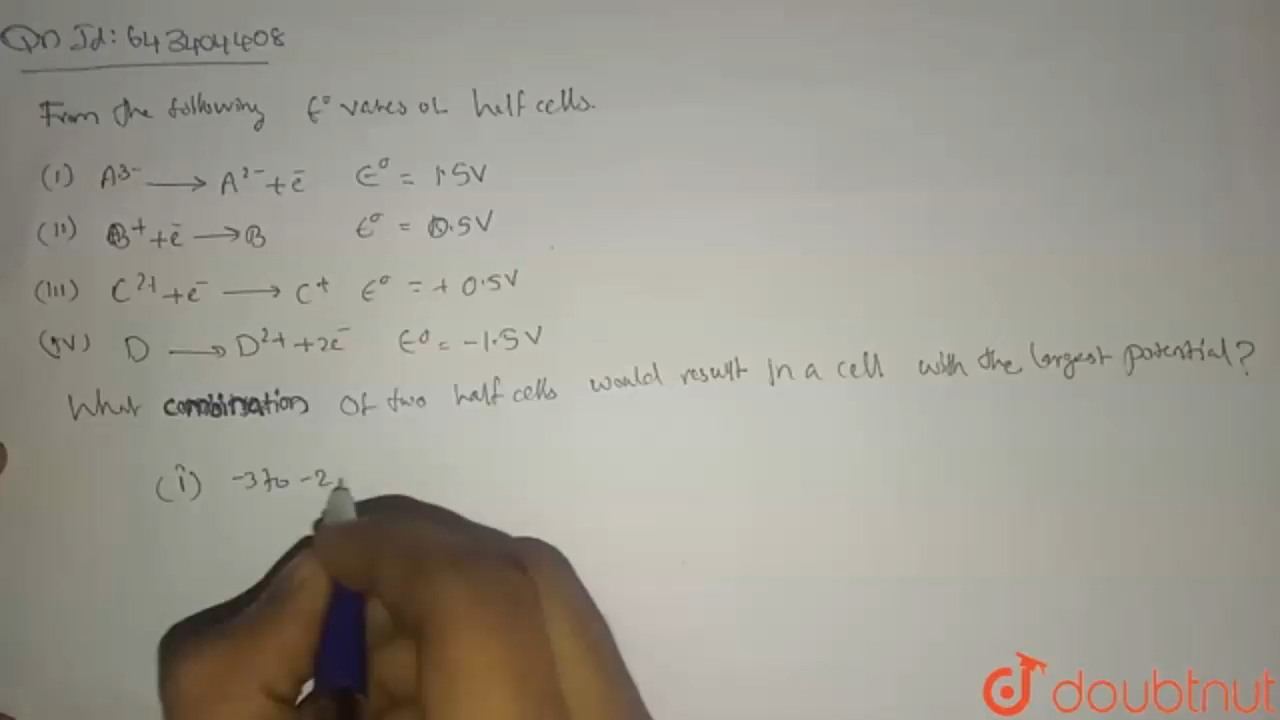 Qn Id: 643404408
From the following E° vales of half cells.
(I) A³⁻ ⟶ A²⁻ + ē E° = 1.5V
(II) B⁺ + ē ⟶ B E° = 0.5V
(III) C²⁺ + e⁻ ⟶ C⁺ E° = + 0.5V
(IV) D ⟶ D²⁺ + 2e⁻ E° = -1.5V
What combination of two half cells would result in a cell with the largest potential?
(i) -3 to -2
doubtnut